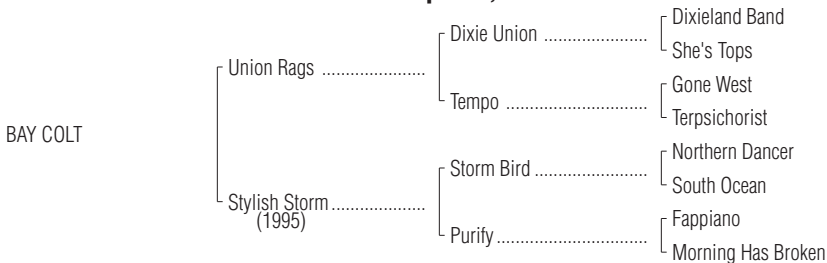 Dixieland Band
Dixie Union ......................
She's Tops
Union Rags ......................
Gone West
Tempo ..............................
Terpsichorist
BAY COLT
Northern Dancer
Storm Bird ........................
South Ocean
Stylish Storm....................
(1995)
Fappiano
Purify................................
Morning Has Broken